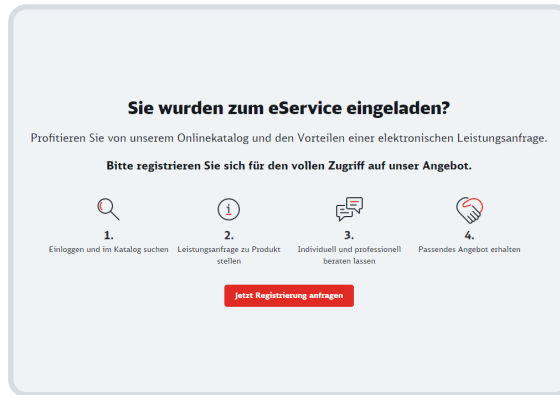 Sie wurden zum eService eingeladen?
Profitieren Sie von unserem Onlinekatalog und den Vorteilen einer elektronischen Leistungsanfrage.
Bitte registrieren Sie sich für den vollen Zugriff auf unser Angebot.
1.
Einloggen und im Katalog suchen
2.
Leistungsanfrage zu Produkt
stellen
3.
Individuell und professionell
beraten lassen
4.
Passendes Angebot erhalten
Jetzt Registrierung anfragen